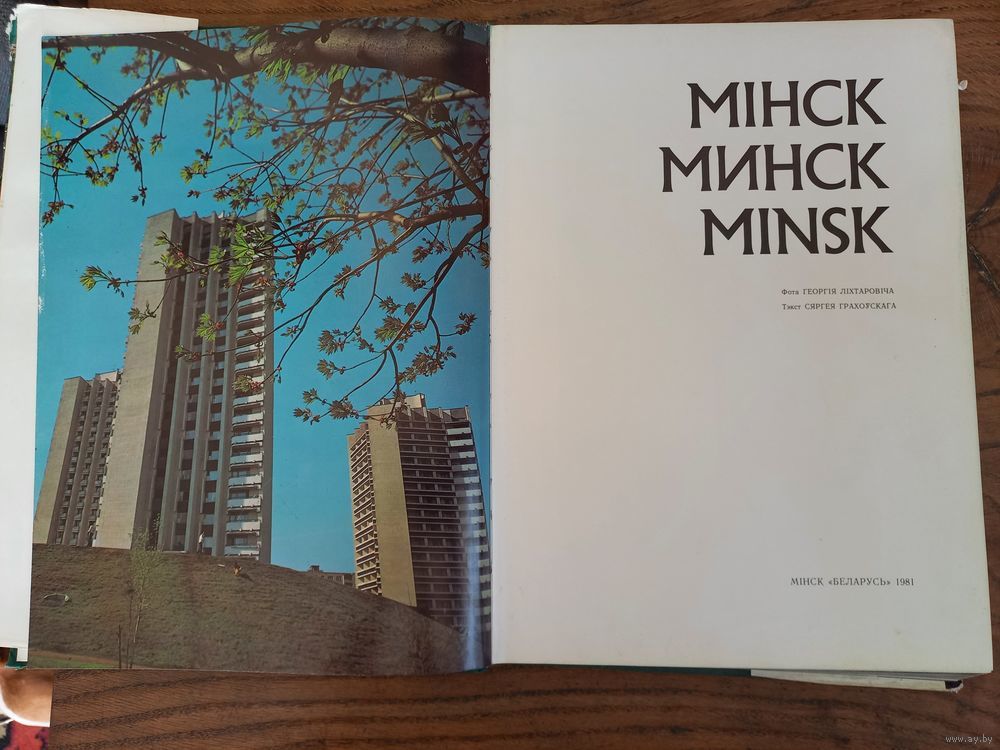 МІНСК
МИНСК
MINSK
Фота ГЕОРГІЯ ЛІХТАРОВІЧА
Тэкст СЯРГЕЯ ГРАХОЎСКАГА
МІНСК «БЕЛАРУСЬ» 1981
www.ay.by